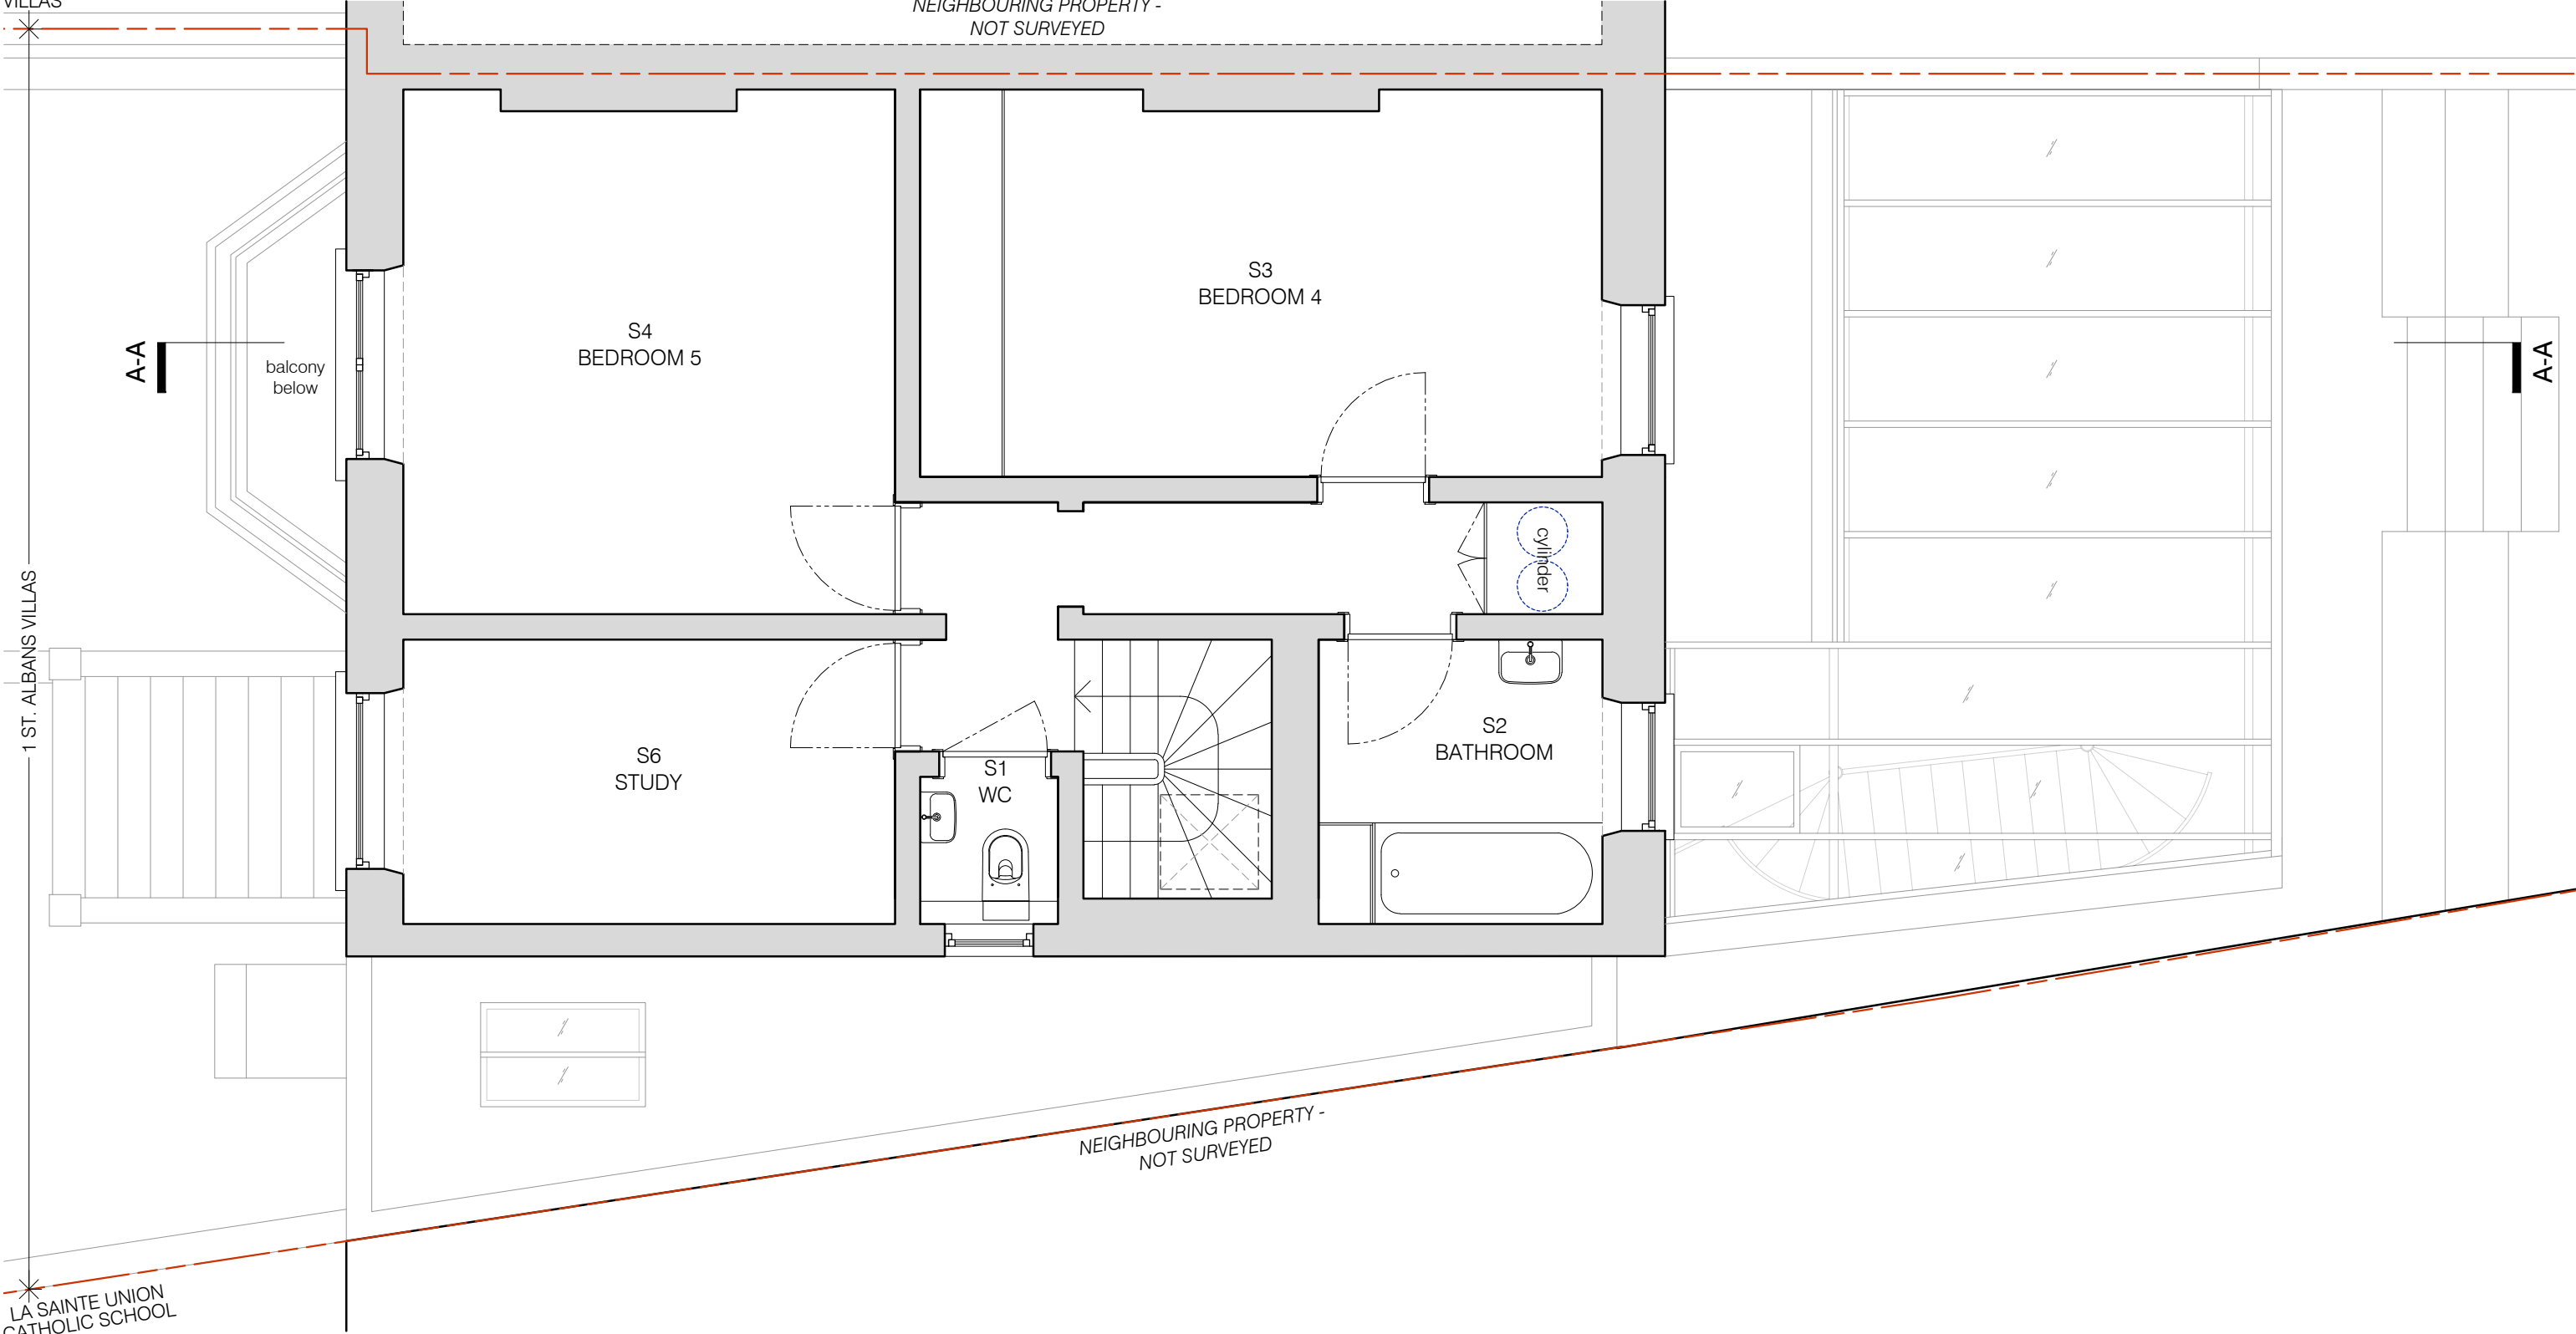 VILLAS
NEIGHBOURING PROPERTY -
NOT SURVEYED
S3
BEDROOM 4
S4
BEDROOM 5
A-A
balcony
below
A-A
cylinder
1 ST. ALBANS VILLAS
S2
BATHROOM
S6
STUDY
S1
WC
NEIGHBOURING PROPERTY -
NOT SURVEYED
LA SAINTE UNION
CATHOLIC SCHOOL